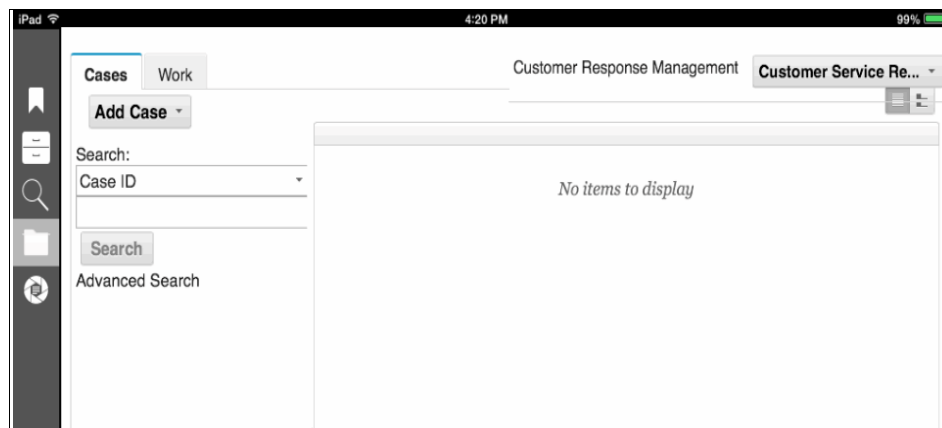 iPad 4:20 PM 99%
Cases Work Customer Response Management Customer Service Re...
Add Case
Search:
Case ID
No items to display
Search
Advanced Search